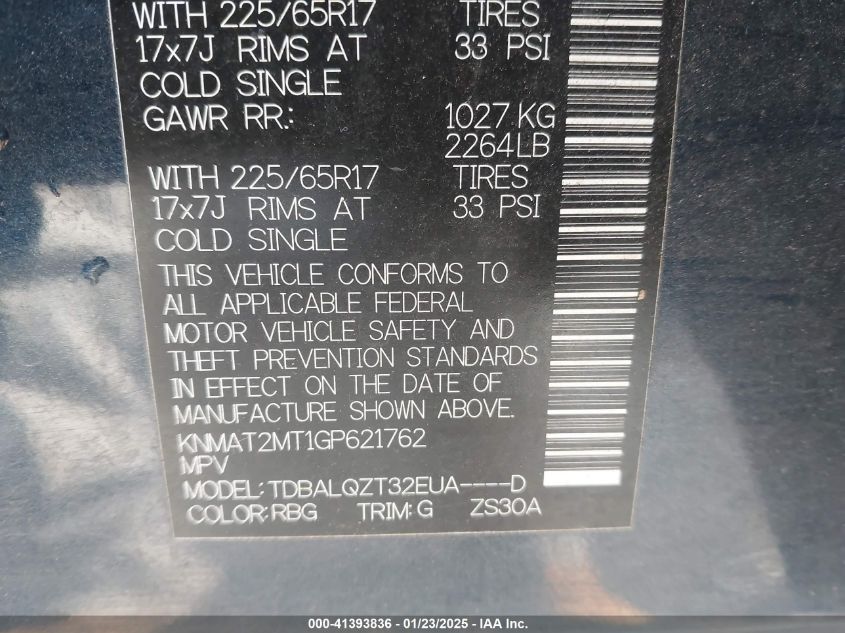 WITH 225/65R17 TIRES
17x7J RIMS AT 33 PSI
COLD SINGLE
GAWR RR.: 1027 KG
2264LB
WITH 225/65R17 TIRES
17x7J RIMS AT 33 PSI
COLD SINGLE
THIS VEHICLE CONFORMS TO
ALL APPLICABLE FEDERAL
MOTOR VEHICLE SAFETY AND
THEFT PREVENTION STANDARDS
IN EFFECT ON THE DATE OF
MANUFACTURE SHOWN ABOVE.
KNMAT2MT1GP621762
MPV
MODEL: TDBALQZT32EUA----D
COLOR: RBG TRIM: G ZS30A
000-41393836 - 01/23/2025 - IAA Inc.